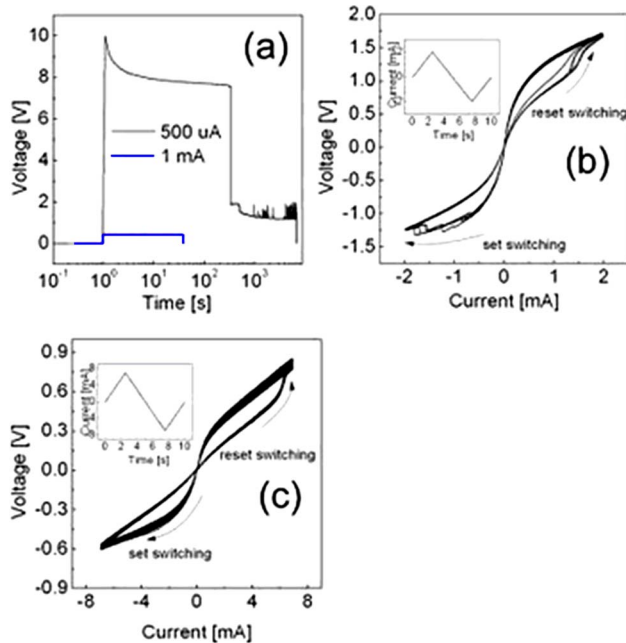 (a)
10
8
6
4
2
0
Voltage [V]
500 uA
1 mA
10-1 100 101 102 103
Time [s]
2.0
1.5
1.0
0.5
0.0
-0.5
-1.0
-1.5
Voltage [V]
Current [mA]
0 2 4 6 8 10
Time [s]
reset switching
(b)
set switching
-2 -1 0 1 2
Current [mA]
0.9
0.6
0.3
0.0
-0.3
-0.6
-0.9
Voltage [V]
Current [mA]
0 2 4 6 8 10
Time [s]
reset switching
(c)
set switching
-8 -4 0 4 8
Current [mA]